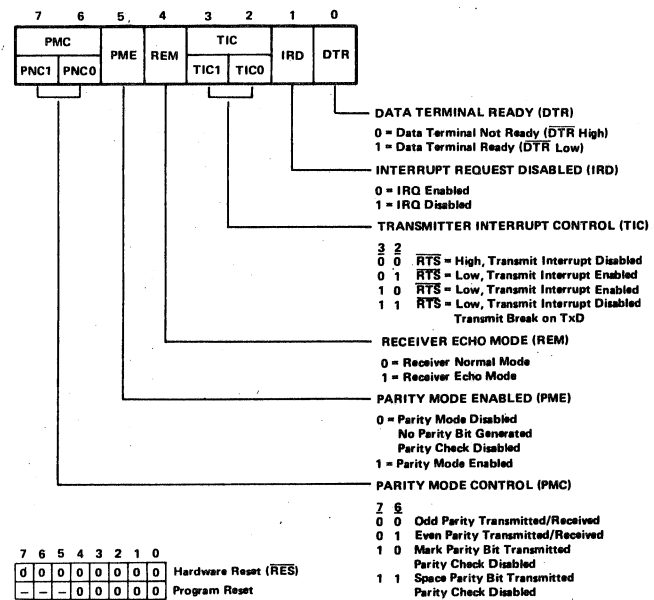 7 6 5 4 3 2 1 0
PMC PME REM TIC IRD DTR
PNC1 PNC0 TIC1 TIC0
DATA TERMINAL READY (DTR)
0 = Data Terminal Not Ready (DTR High)
1 = Data Terminal Ready (DTR Low)
INTERRUPT REQUEST DISABLED (IRD)
0 = IRQ Enabled
1 = IRQ Disabled
TRANSMITTER INTERRUPT CONTROL (TIC)
3 2
0 0 RTS = High, Transmit Interrupt Disabled
0 1 RTS = Low, Transmit Interrupt Enabled
1 0 RTS = Low, Transmit Interrupt Enabled
1 1 RTS = Low, Transmit Interrupt Disabled
Transmit Break on TxD
RECEIVER ECHO MODE (REM)
0 = Receiver Normal Mode
1 = Receiver Echo Mode
PARITY MODE ENABLED (PME)
0 = Parity Mode Disabled
No Parity Bit Generated
Parity Check Disabled
1 = Parity Mode Enabled
PARITY MODE CONTROL (PMC)
7 6
0 0 Odd Parity Transmitted/Received
0 1 Even Parity Transmitted/Received
1 0 Mark Parity Bit Transmitted
Parity Check Disabled
1 1 Space Parity Bit Transmitted
Parity Check Disabled
7 6 5 4 3 2 1 0
0 0 0 0 0 0 0 0 Hardware Reset (RES)
– – – 0 0 0 0 0 Program Reset